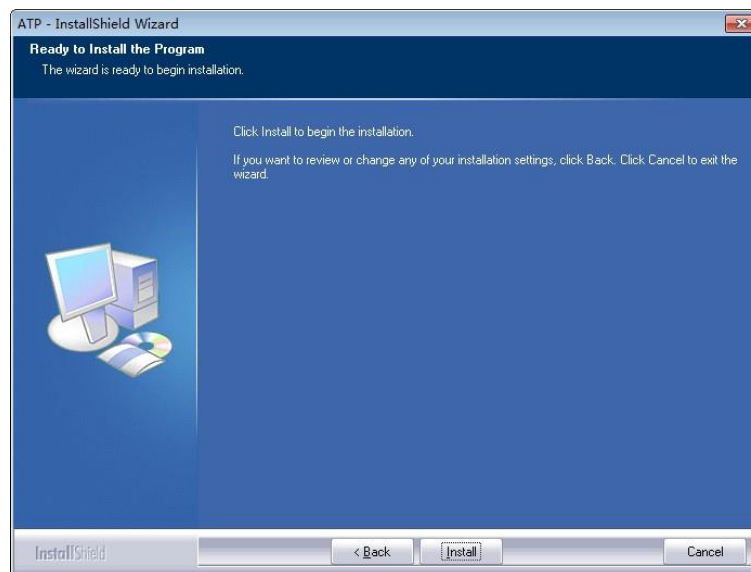 ATP - InstallShield Wizard
Ready to Install the Program
The wizard is ready to begin installation.
Click Install to begin the installation.
If you want to review or change any of your installation settings, click Back. Click Cancel to exit the
wizard.
InstallShield
< Back
Install
Cancel